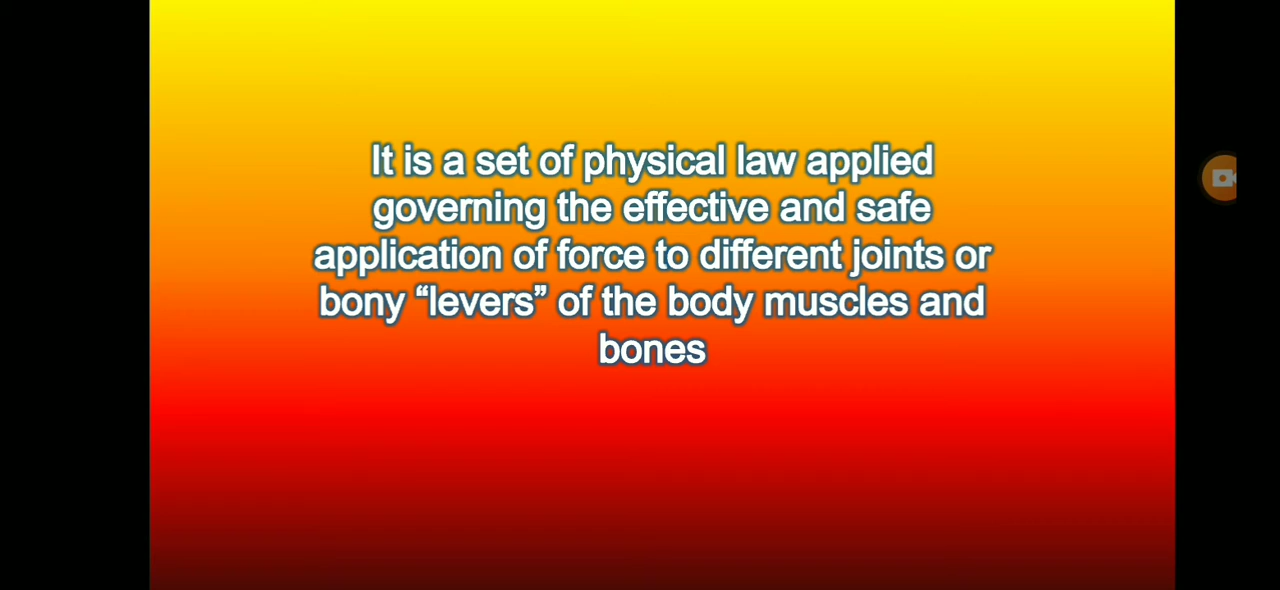 It is a set of physical law applied
governing the effective and safe
application of force to different joints or
bony “levers” of the body muscles and
bones